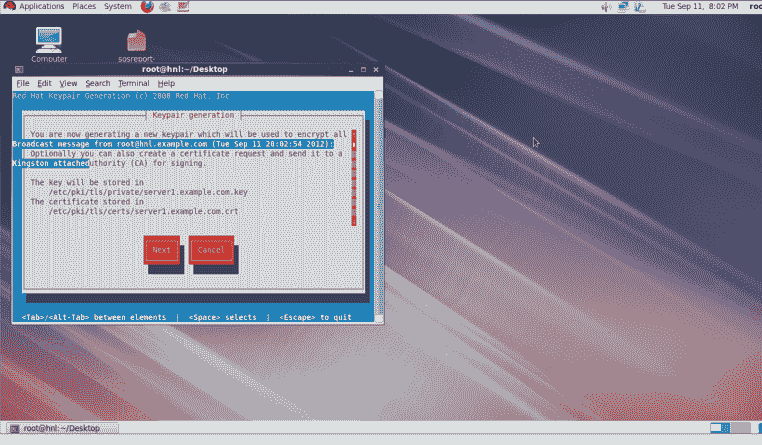 Applications Places System
Tue Sep 11, 8:02 PM roo
Computer
sosreport-
root@hnl:~/Desktop
File Edit View Search Terminal Help
Red Hat Keypair Generation (c) 2008 Red Hat, Inc
Keypair generation
You are now generating a new keypair which will be used to encrypt all
Broadcast message from root@hnl.example.com (Tue Sep 11 20:02:54 2012):
Optionally you can also create a certificate request and send it to a
Kingston attached uthority (CA) for signing.
The key will be stored in
/etc/pki/tls/private/server1.example.com.key
The certificate stored in
/etc/pki/tls/certs/server1.example.com.crt
Next Cancel
<Tab>/<Alt-Tab> between elements | <Space> selects | <Escape> to quit
root@hnl:~/Desktop